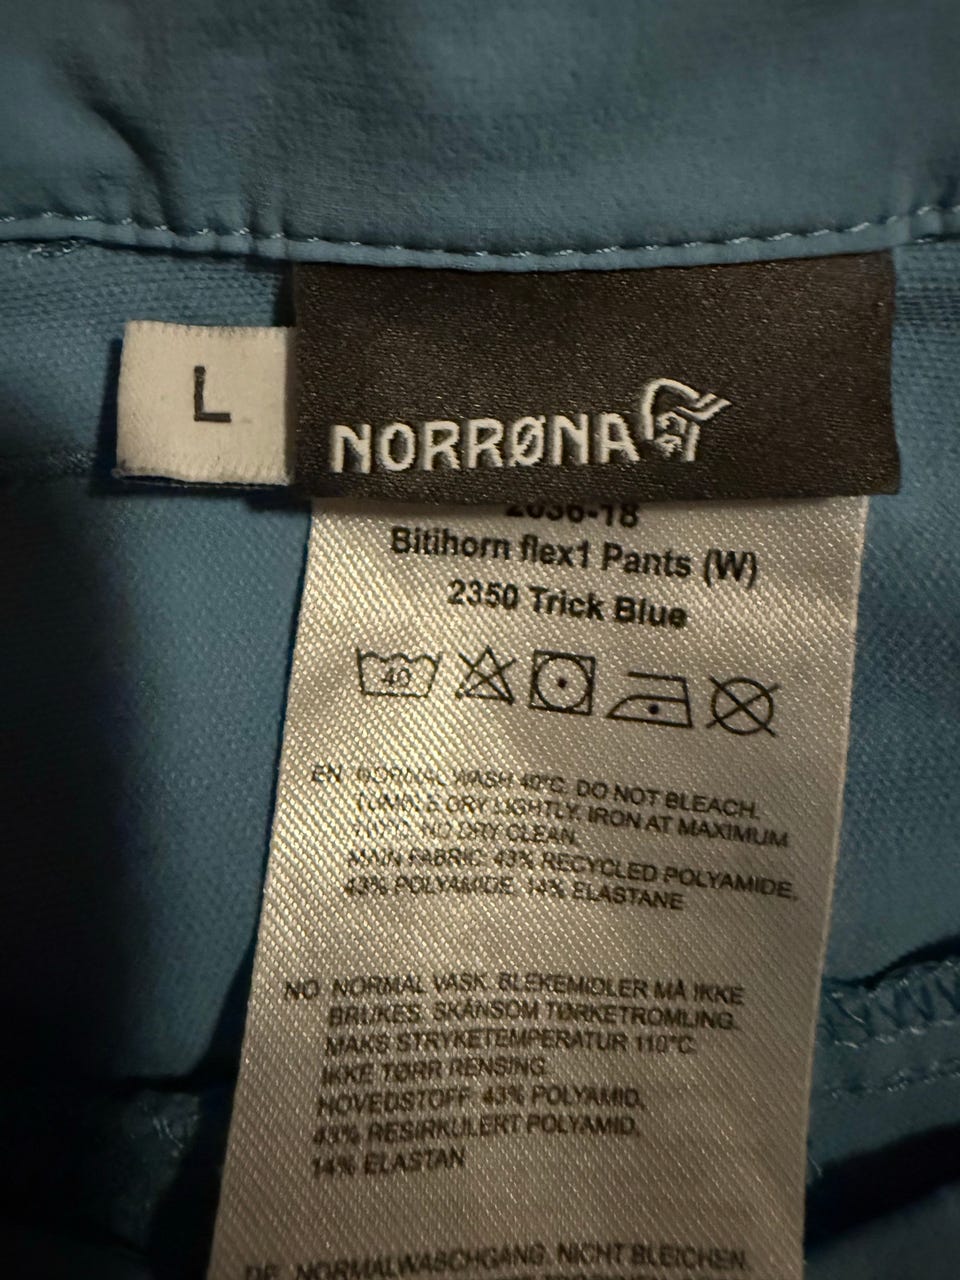 L
NORRØNA
2036-18
Bitihorn flex1 Pants (W)
2350 Trick Blue
40
EN NORMAL WASH 40°C. DO NOT BLEACH.
TUMBLE DRY LIGHTLY. IRON AT MAXIMUM
NO DRY CLEAN.
MAIN FABRIC: 43% RECYCLED POLYAMIDE,
43% POLYAMIDE, 14% ELASTANE
NO NORMAL VASK. BLEKEMIDLER MÅ IKKE
BRUKES. SKÅNSOM TØRKETROMLING.
MAKS STRYKETEMPERATUR 110°C.
IKKE TØRR RENSING.
HOVEDSTOFF: 43% POLYAMID,
43% RESIRKULERT POLYAMID,
14% ELASTAN
DE NORMALWASCHGANG. NICHT BLEICHEN.